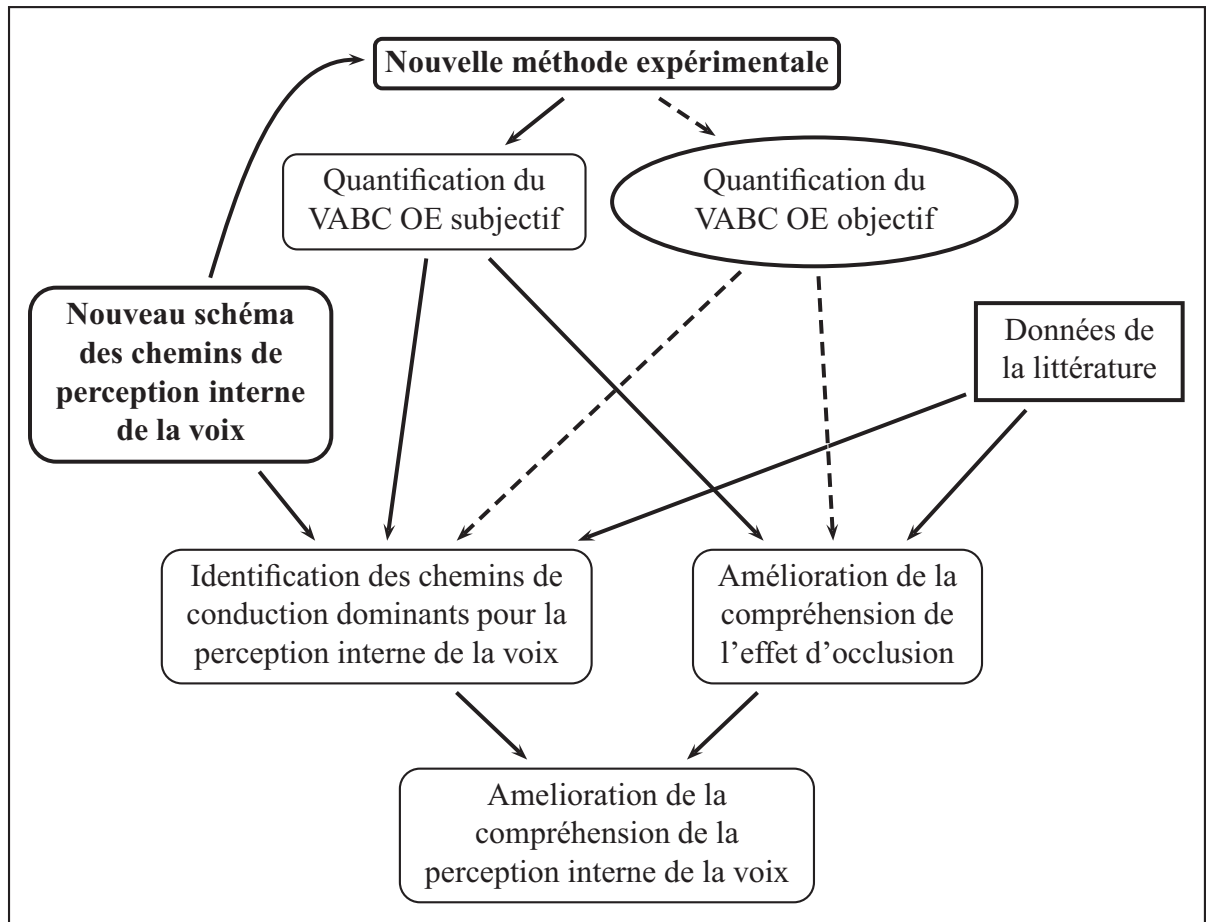 Nouvelle méthode expérimentale
Quantification du
VABC OE subjectif
Quantification du
VABC OE objectif
Nouveau schéma
des chemins de
perception interne
de la voix
Données de
la littérature
Identification des chemins de
conduction dominants pour la
perception interne de la voix
Amélioration de la
compréhension de
l'effet d'occlusion
Amelioration de la
compréhension de la
perception interne de la voix